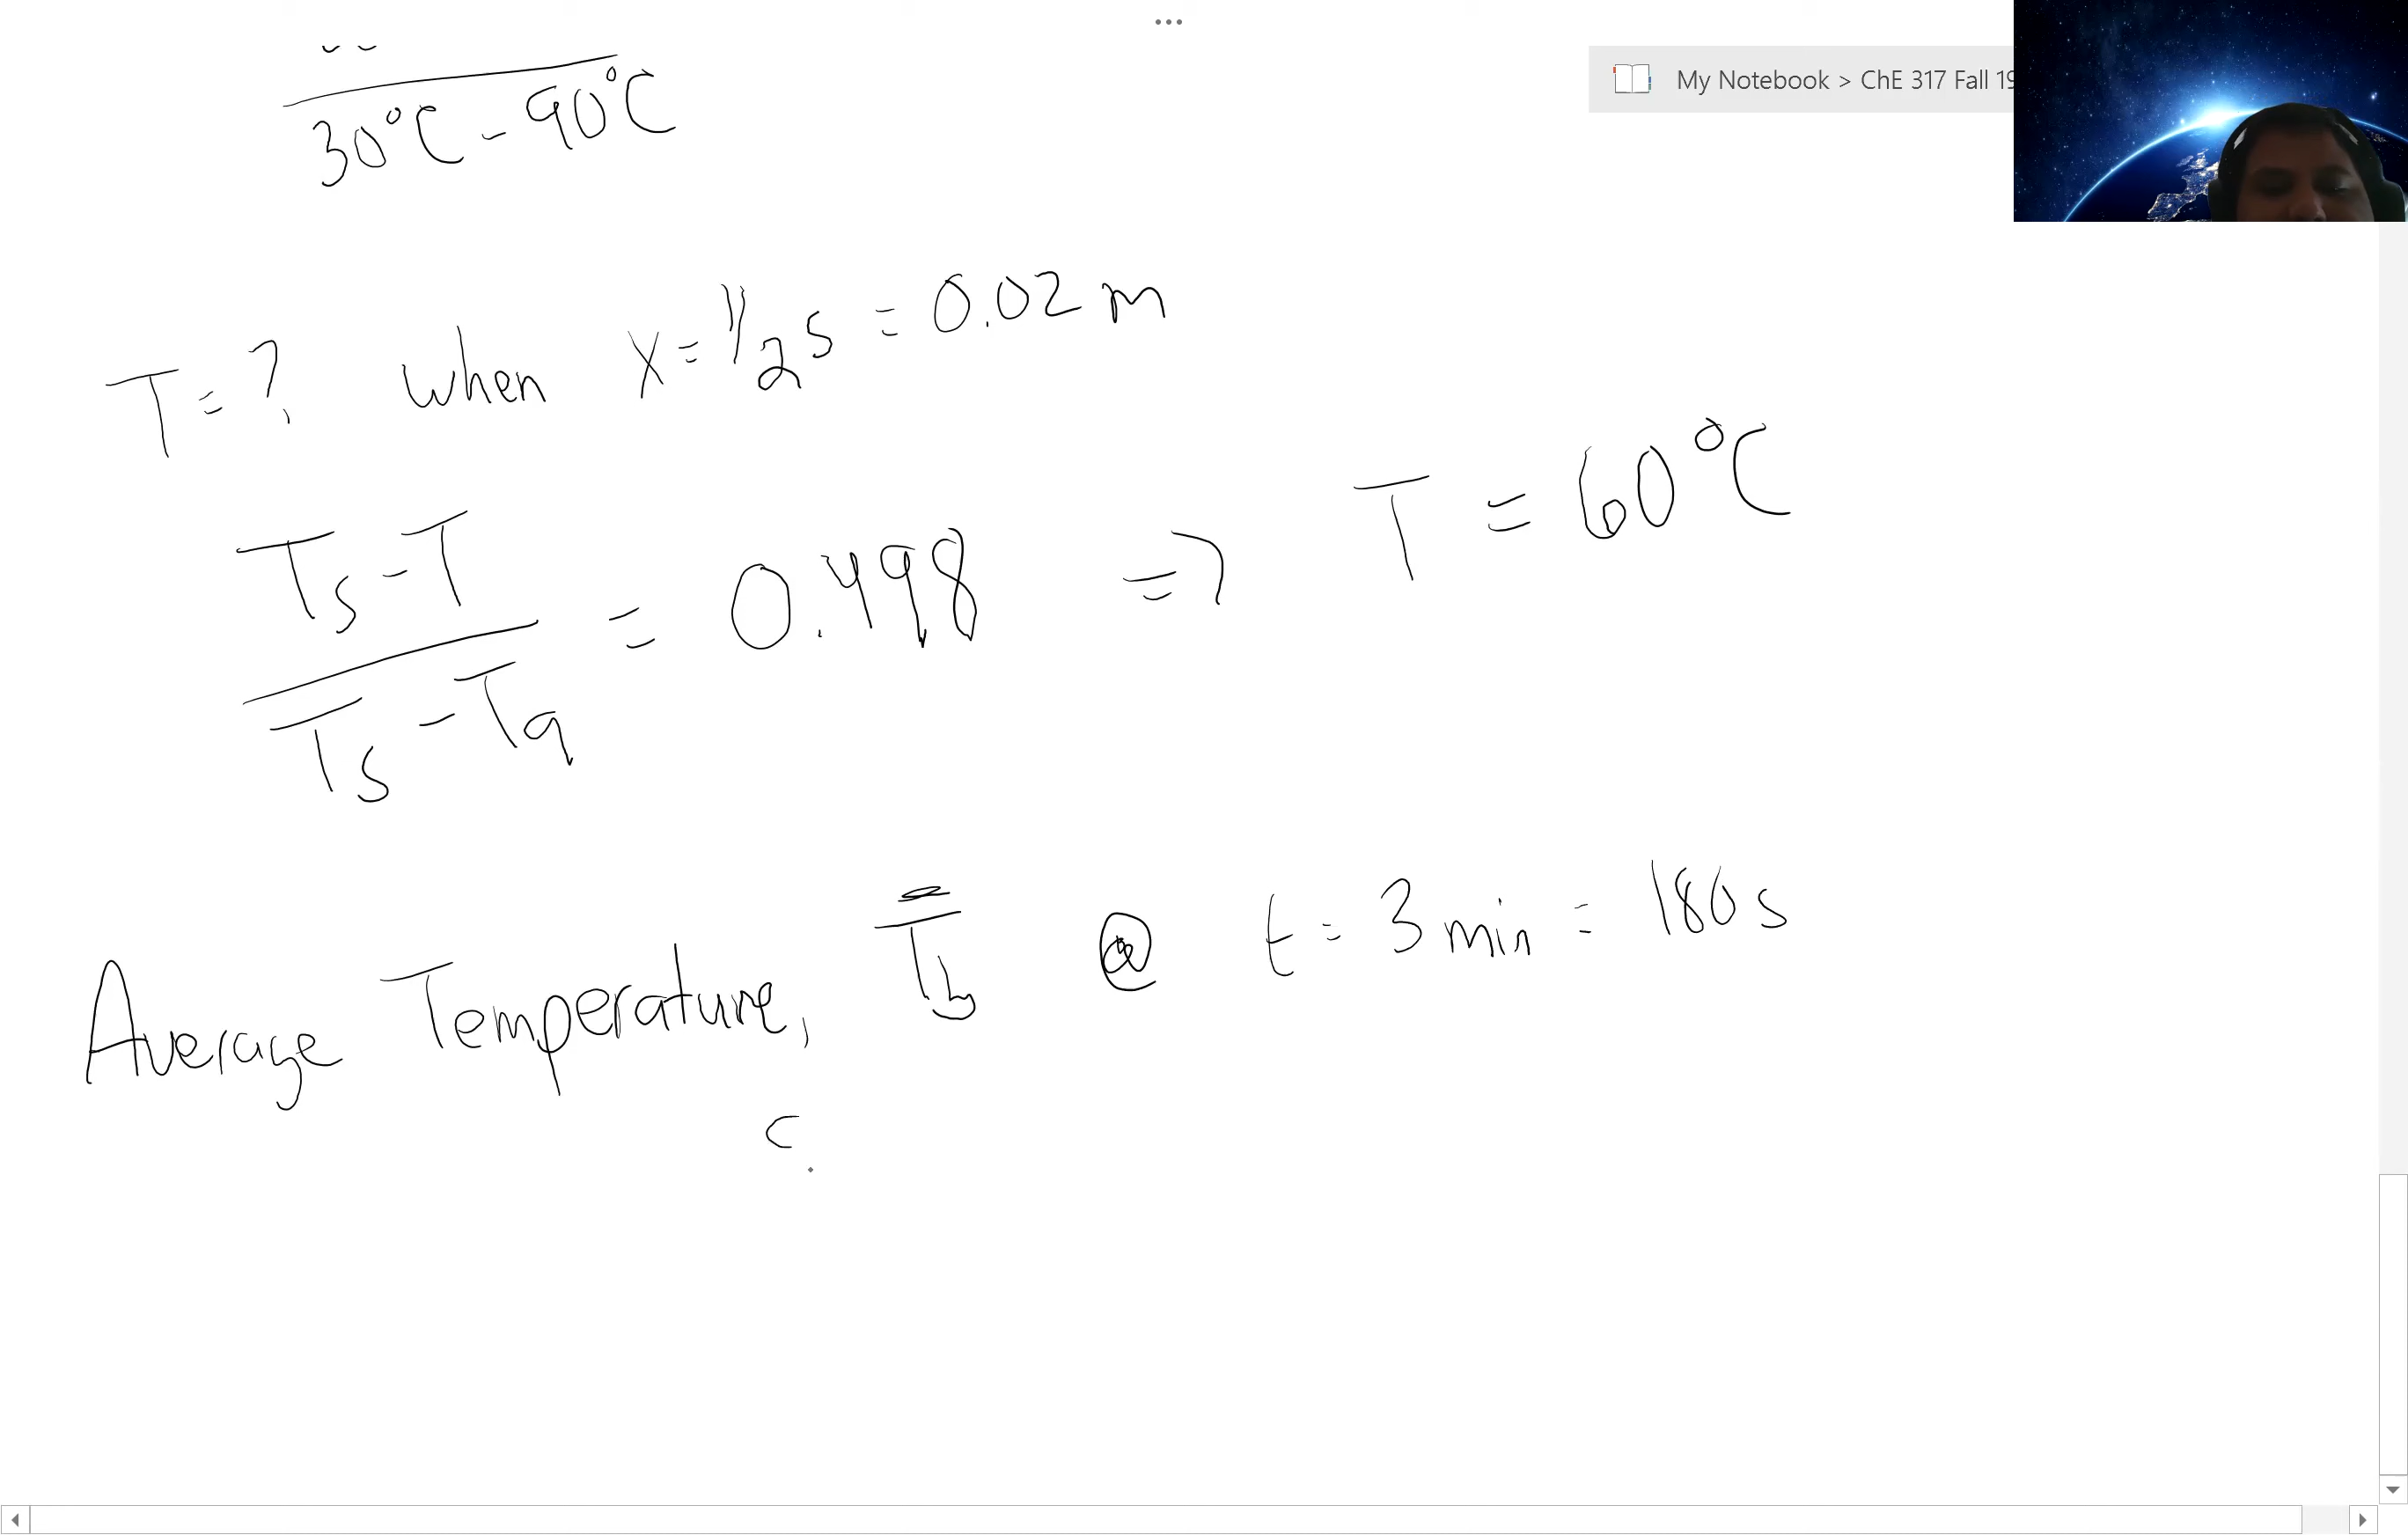 My Notebook > ChE 317 Fall 19
30°C - 90°C
T = ? when x = 1/2 s = 0.02 m
Ts - T
Ts - Ta
= 0.498 => T = 60°C
Average Temperature, T̄b @ t = 3 min = 180 s